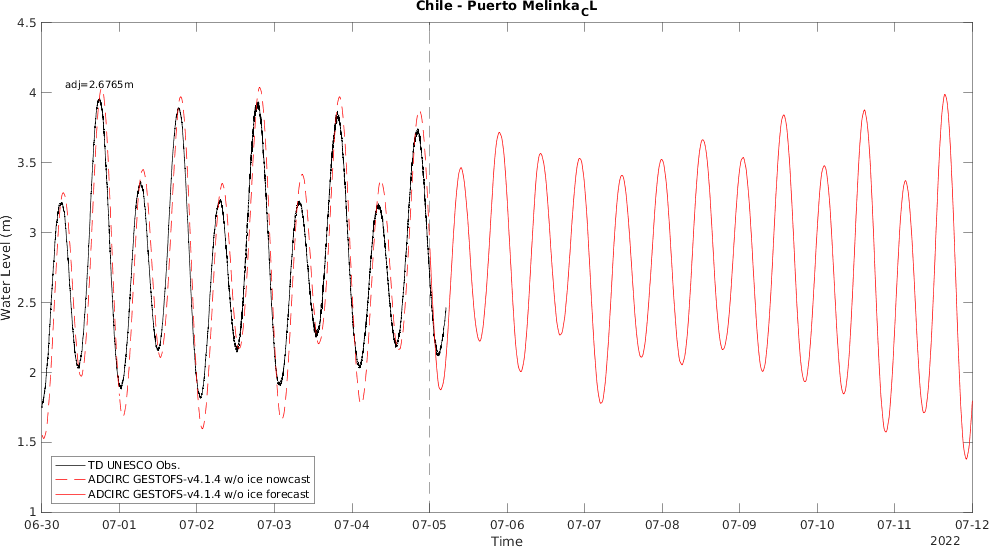 Chile - Puerto Melinka_CL
adj=2.6765m
4.5
4
3.5
3
2.5
2
1.5
1
Water Level (m)
TD UNESCO Obs.
ADCIRC GESTOFS-v4.1.4 w/o ice nowcast
ADCIRC GESTOFS-v4.1.4 w/o ice forecast
06-30 07-01 07-02 07-03 07-04 07-05 07-06 07-07 07-08 07-09 07-10 07-11 07-12
Time
2022